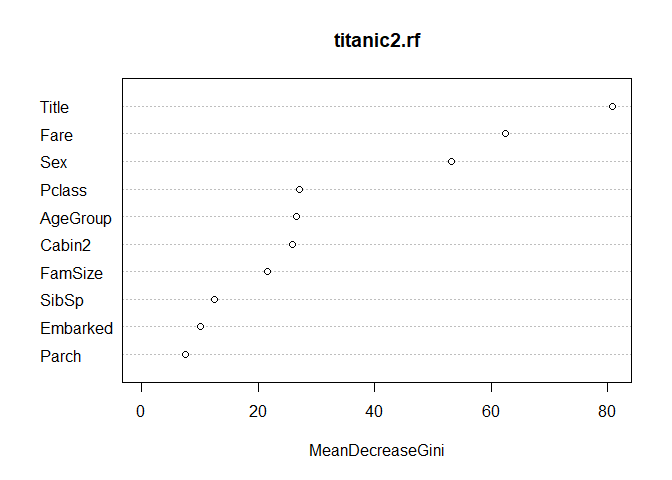 titanic2.rf
Title
Fare
Sex
Pclass
AgeGroup
Cabin2
FamSize
SibSp
Embarked
Parch
0 20 40 60 80
MeanDecreaseGini